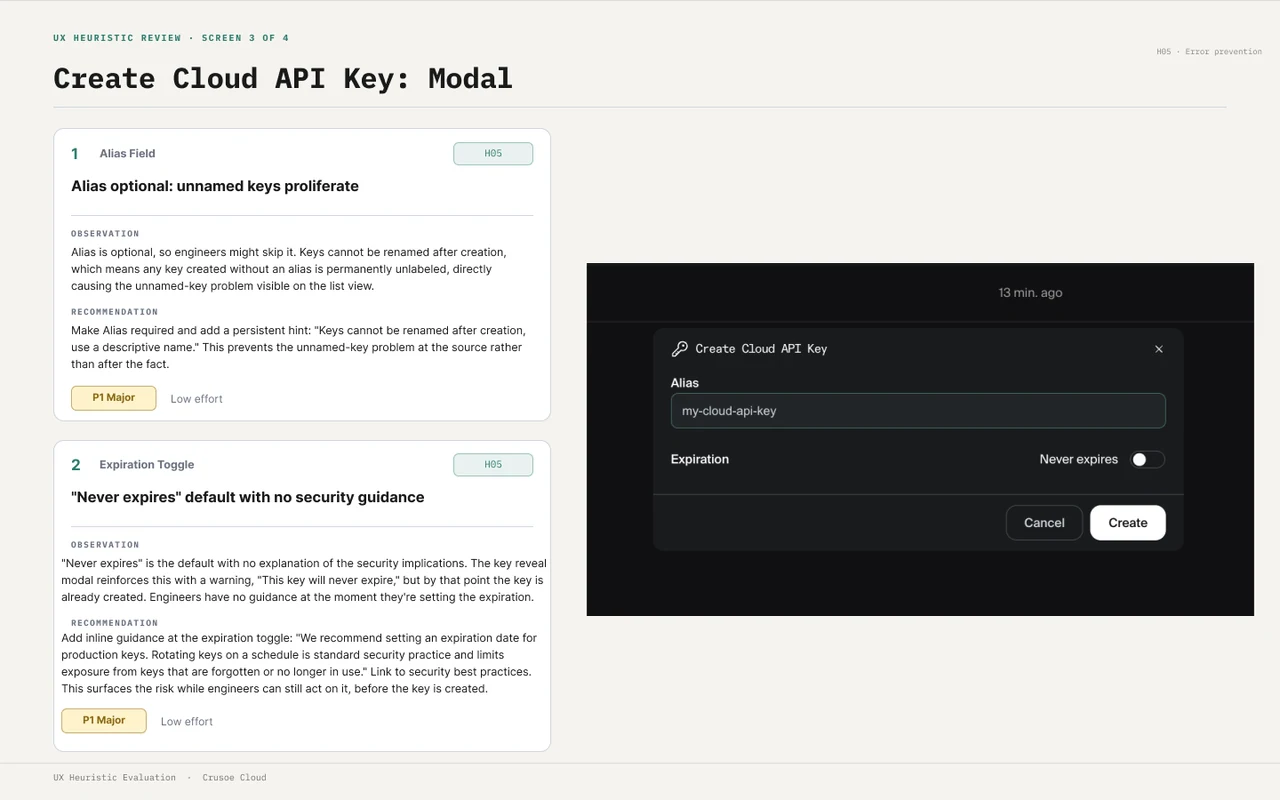 UX HEURISTIC REVIEW · SCREEN 3 OF 4
H05 · Error prevention
Create Cloud API Key: Modal
1 Alias Field H05
Alias optional: unnamed keys proliferate
OBSERVATION
Alias is optional, so engineers might skip it. Keys cannot be renamed after creation,
which means any key created without an alias is permanently unlabeled, directly
causing the unnamed-key problem visible on the list view.
RECOMMENDATION
Make Alias required and add a persistent hint: "Keys cannot be renamed after creation,
use a descriptive name." This prevents the unnamed-key problem at the source rather
than after the fact.
P1 Major Low effort
2 Expiration Toggle H05
"Never expires" default with no security guidance
OBSERVATION
"Never expires" is the default with no explanation of the security implications. The key reveal
modal reinforces this with a warning, "This key will never expire," but by that point the key is
already created. Engineers have no guidance at the moment they're setting the expiration.
RECOMMENDATION
Add inline guidance at the expiration toggle: "We recommend setting an expiration date for
production keys. Rotating keys on a schedule is standard security practice and limits
exposure from keys that are forgotten or no longer in use." Link to security best practices.
This surfaces the risk while engineers can still act on it, before the key is created.
P1 Major Low effort
13 min. ago
Create Cloud API Key
Alias
my-cloud-api-key
Expiration Never expires
Cancel Create
UX Heuristic Evaluation · Crusoe Cloud